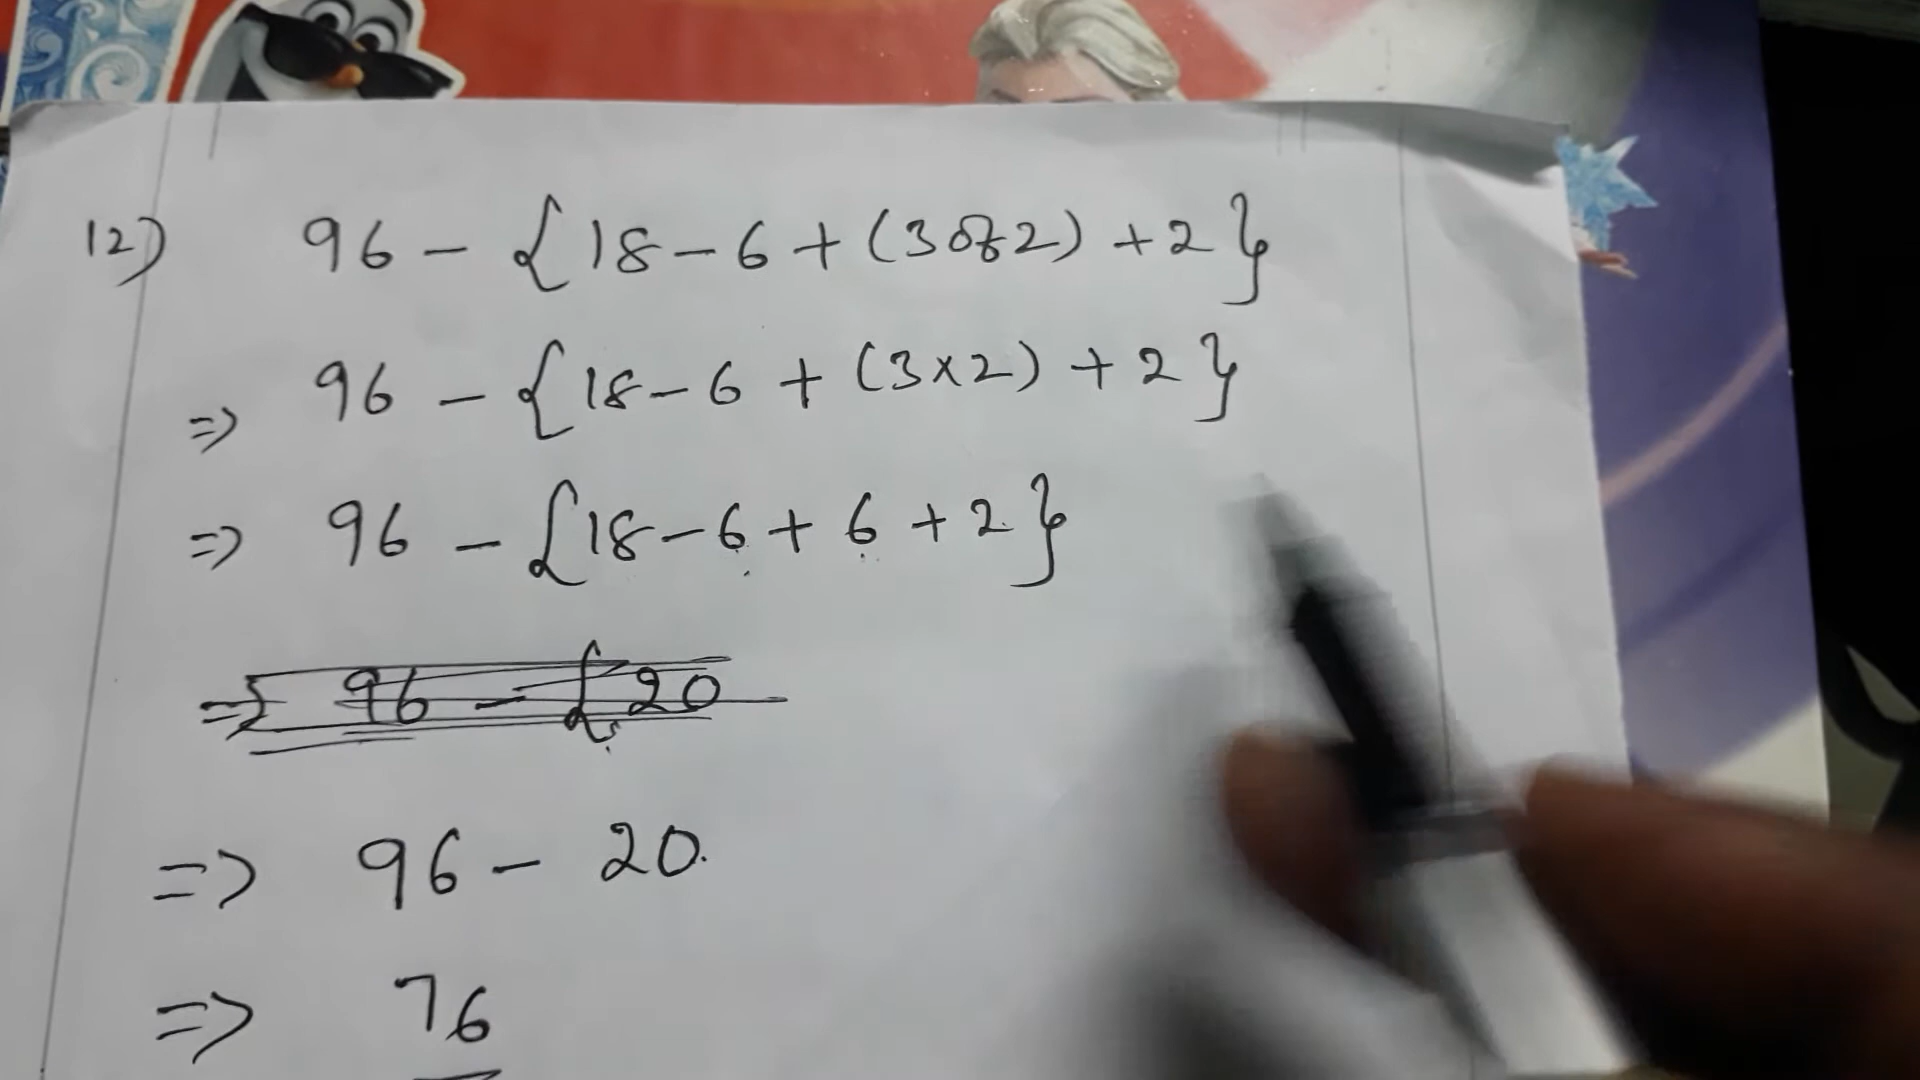 12) 96 - {18 - 6 + (3 of 2) + 2}
=> 96 - {18 - 6 + (3 × 2) + 2}
=> 96 - {18 - 6 + 6 + 2}
=> 96 - {20
=> 96 - 20.
=> 76